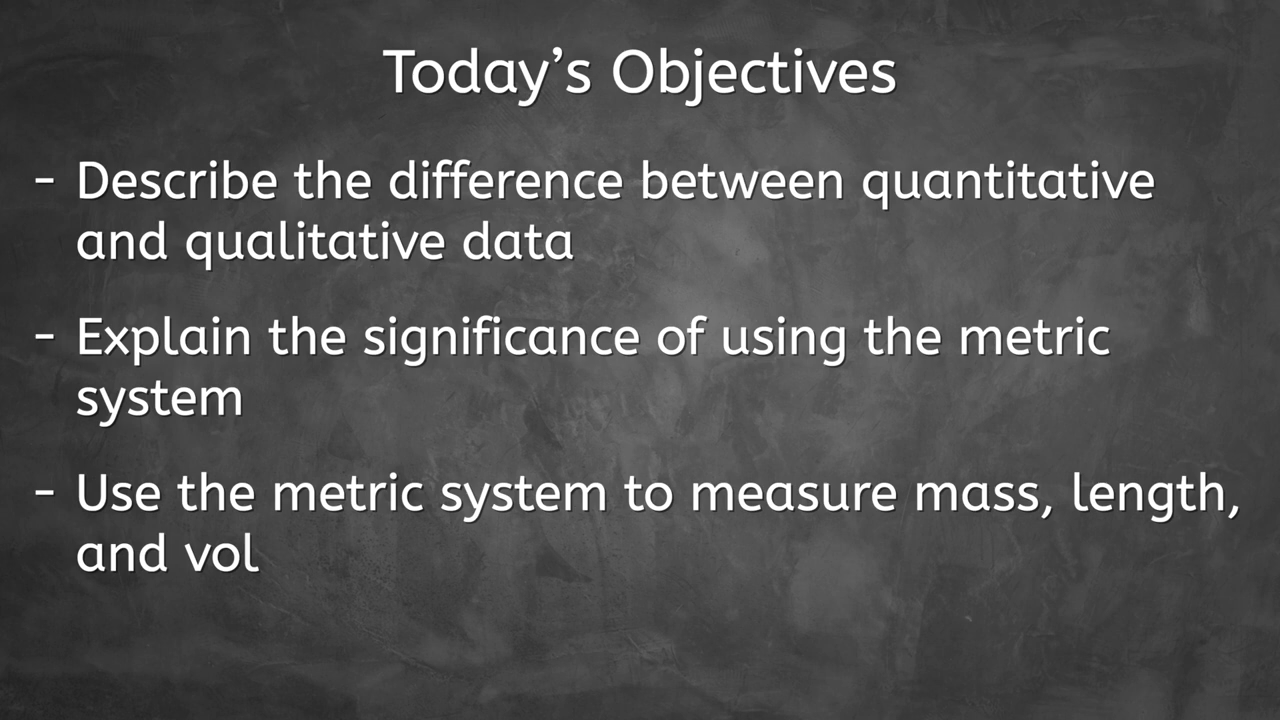 Today’s Objectives
- Describe the difference between quantitative
and qualitative data
- Explain the significance of using the metric
system
- Use the metric system to measure mass, length,
and vol